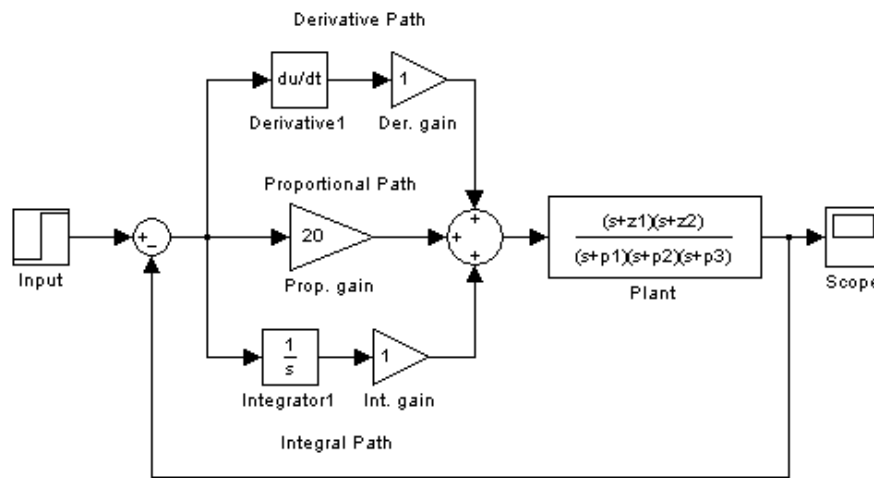 Derivative Path
du/dt
1
Derivative1
Der. gain
Proportional Path
+
−
20
+
+
+
(s+z1)(s+z2)
(s+p1)(s+p2)(s+p3)
Input
Prop. gain
Plant
Scope
1
s
1
Integrator1
Int. gain
Integral Path